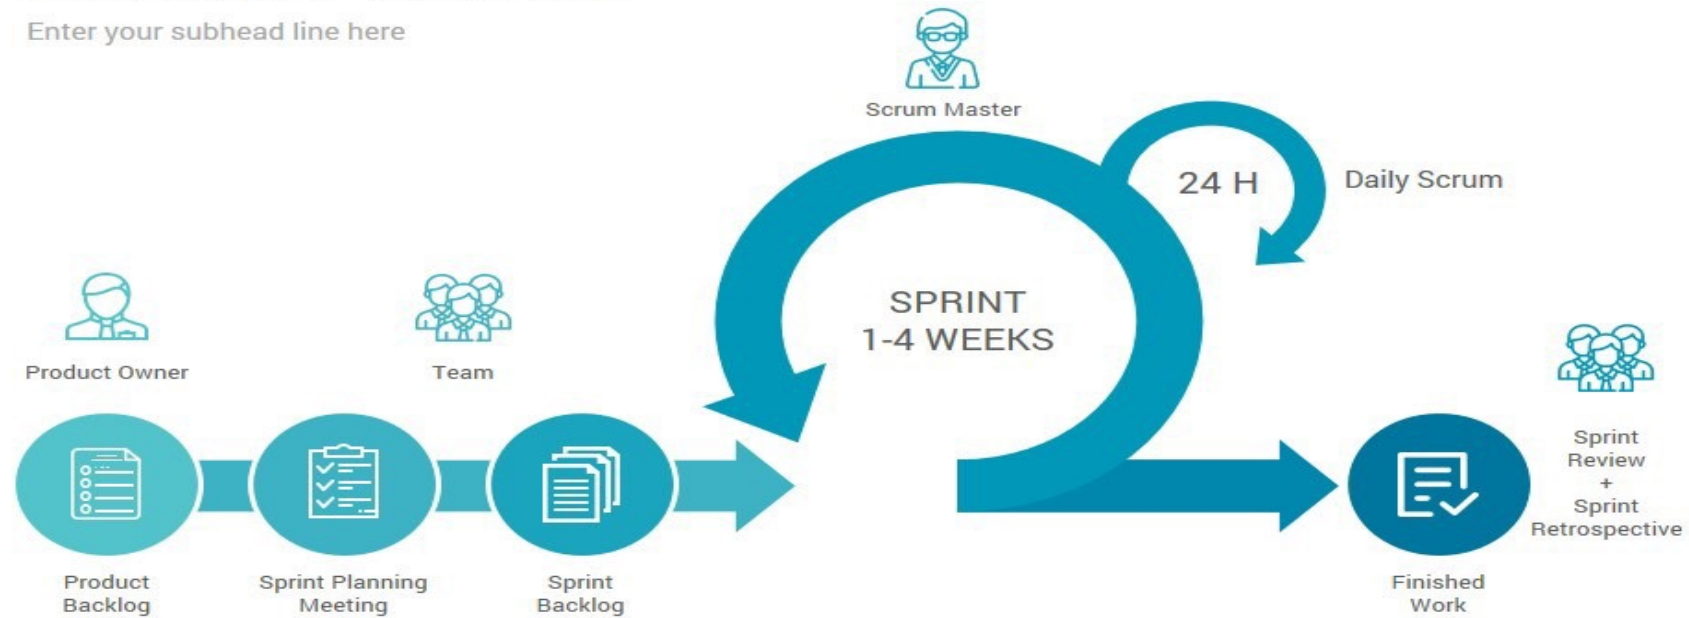 Enter your subhead line here
Scrum Master
24 H
Daily Scrum
SPRINT
1-4 WEEKS
Product Owner
Team
Product
Backlog
Sprint Planning
Meeting
Sprint
Backlog
Finished
Work
Sprint
Review
+
Sprint
Retrospective